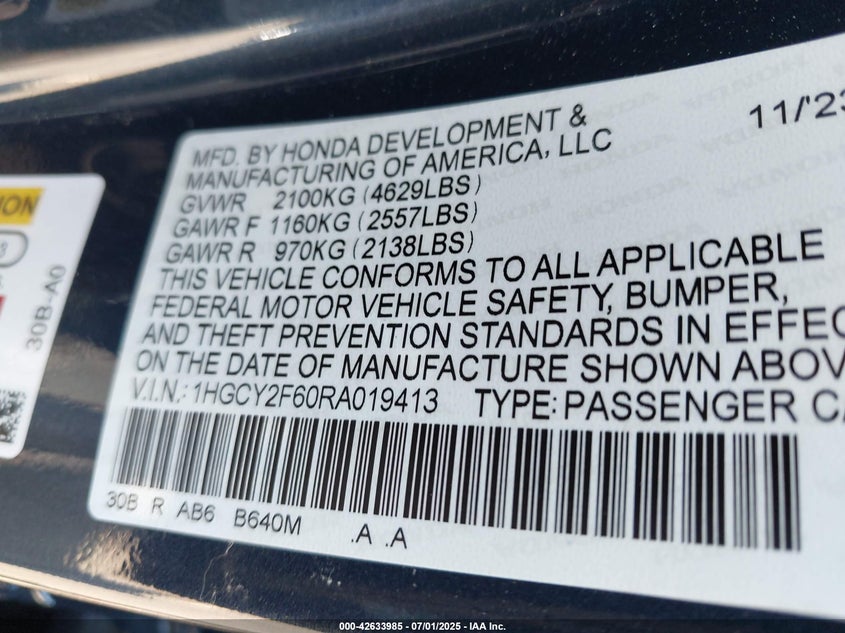 11/'23
MFD. BY HONDA DEVELOPMENT &
MANUFACTURING OF AMERICA, LLC
GVWR 2100KG (4629LBS)
GAWR F 1160KG (2557LBS)
GAWR R 970KG (2138LBS)
THIS VEHICLE CONFORMS TO ALL APPLICABLE
FEDERAL MOTOR VEHICLE SAFETY, BUMPER,
AND THEFT PREVENTION STANDARDS IN EFFEC
ON THE DATE OF MANUFACTURE SHOWN ABOV
V.I.N.: 1HGCY2F60RA019413 TYPE: PASSENGER CA
30B R AB6 B640M .A .A
ION
30B-A0
000-42633985 / 07/01/2025 - IAA Inc.